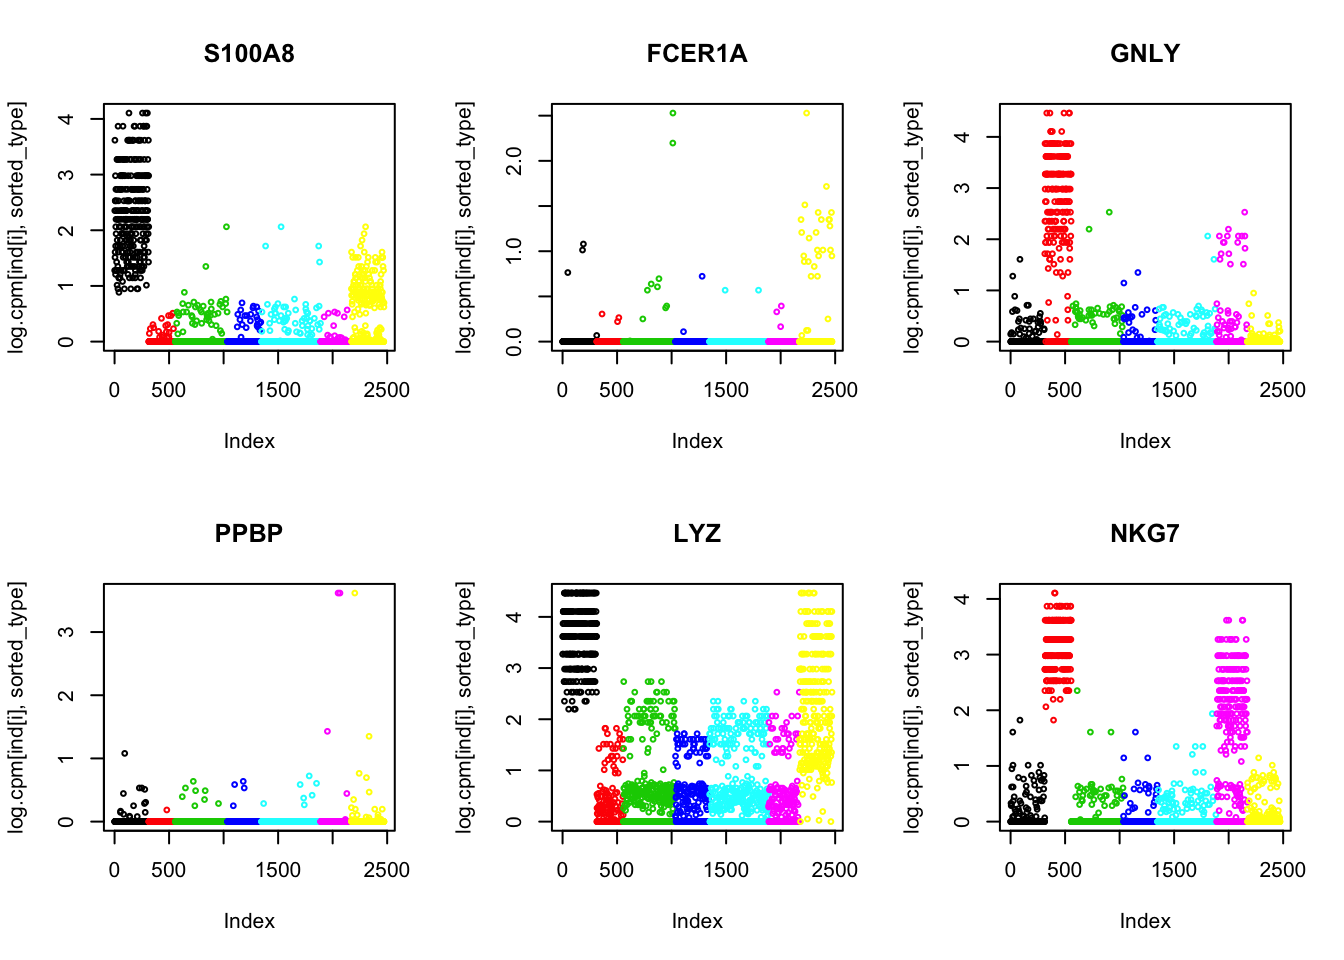 S100A8
log.cpm[ind[i], sorted_type]
0 1 2 3 4
0 500 1500 2500
Index
FCER1A
log.cpm[ind[i], sorted_type]
0.0 1.0 2.0
0 500 1500 2500
Index
GNLY
log.cpm[ind[i], sorted_type]
0 1 2 3 4
0 500 1500 2500
Index
PPBP
log.cpm[ind[i], sorted_type]
0 1 2 3
0 500 1500 2500
Index
LYZ
log.cpm[ind[i], sorted_type]
0 1 2 3 4
0 500 1500 2500
Index
NKG7
log.cpm[ind[i], sorted_type]
0 1 2 3 4
0 500 1500 2500
Index